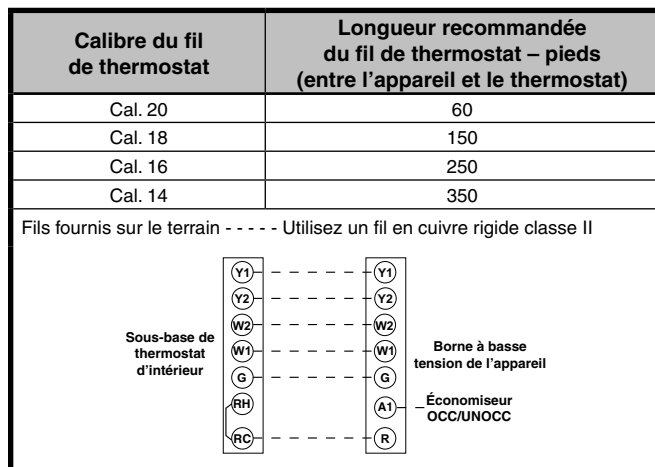 Calibre du fil
de thermostat
Longueur recommandée
du fil de thermostat – pieds
(entre l'appareil et le thermostat)
Cal. 20 60
Cal. 18 150
Cal. 16 250
Cal. 14 350
Fils fournis sur le terrain - - - - - Utilisez un fil en cuivre rigide classe II
Sous-base de
thermostat
d'intérieur
Y1
Y2
W2
W1
G
RH
RC
Y1
Y2
W2
W1
G
A1
R
Borne à basse
tension de l'appareil
Économiseur
OCC/UNOCC